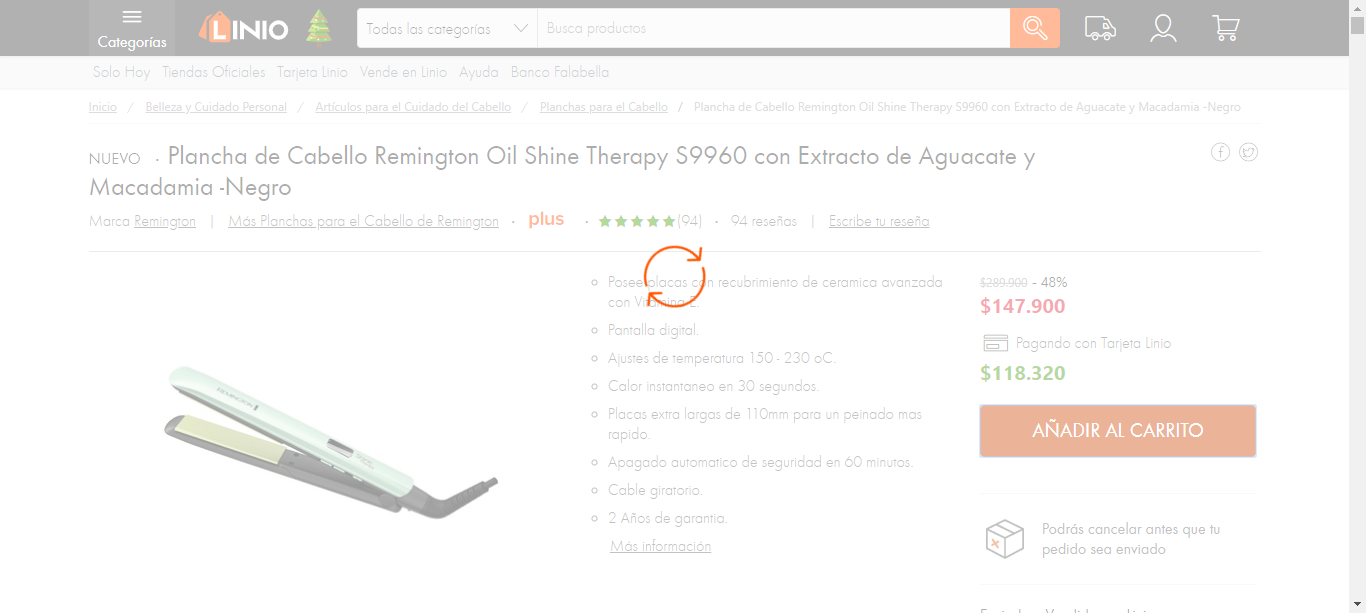 Categorías
LINIO
Todas las categorías
Busca productos
Solo Hoy Tiendas Oficiales Tarjeta Linio Vende en Linio Ayuda Banco Falabella
Inicio / Belleza y Cuidado Personal / Artículos para el Cuidado del Cabello / Planchas para el Cabello / Plancha de Cabello Remington Oil Shine Therapy S9960 con Extracto de Aguacate y Macadamia -Negro
NUEVO · Plancha de Cabello Remington Oil Shine Therapy S9960 con Extracto de Aguacate y
Macadamia -Negro
Marca Remington | Más Planchas para el Cabello de Remington · plus · (94) · 94 reseñas | Escribe tu reseña
Posee placas con recubrimiento de ceramica avanzada
con Vitamina E.
Pantalla digital.
Ajustes de temperatura 150 - 230 oC.
Calor instantaneo en 30 segundos.
Placas extra largas de 110mm para un peinado mas
rapido.
Apagado automatico de seguridad en 60 minutos.
Cable giratorio.
2 Años de garantia.
Más información
REMINGTON
$289.900 - 48%
$147.900
Pagando con Tarjeta Linio
$118.320
AÑADIR AL CARRITO
Podrás cancelar antes que tu
pedido sea enviado